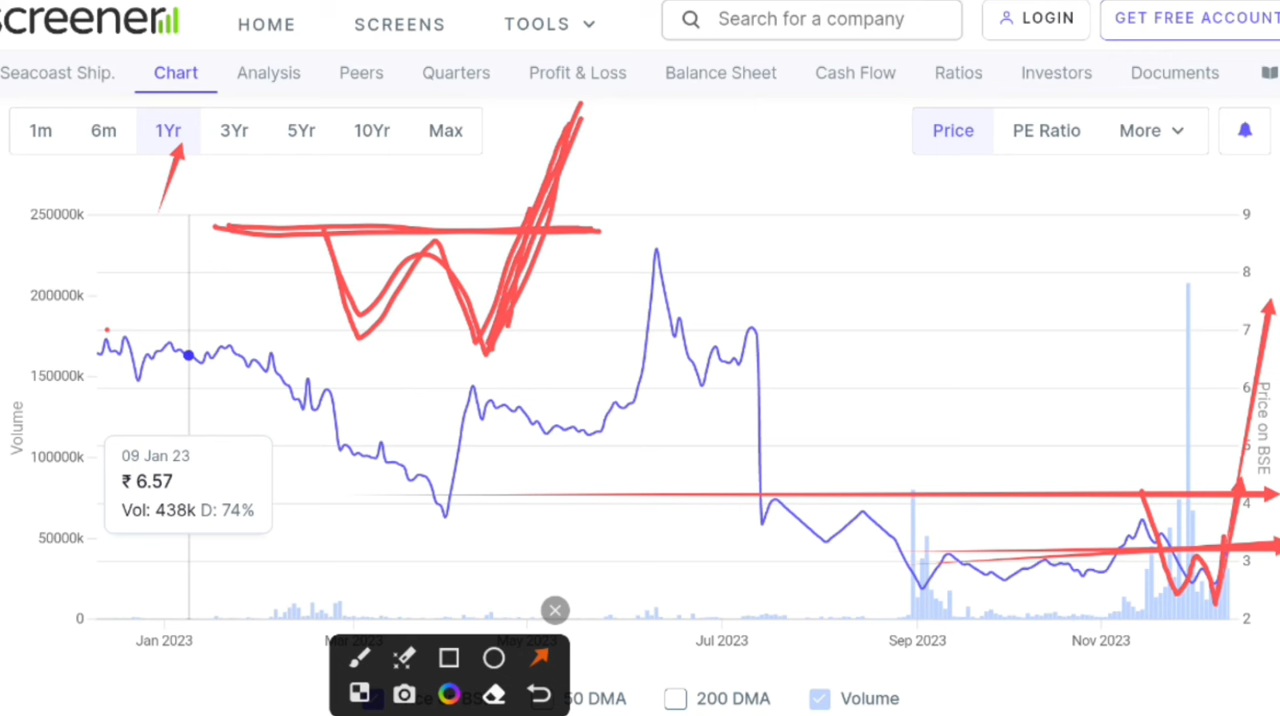 screener
HOME SCREENS TOOLS
Search for a company
LOGIN
GET FREE ACCOUNT
Seacoast Ship. Chart Analysis Peers Quarters Profit & Loss Balance Sheet Cash Flow Ratios Investors Documents
1m 6m 1Yr 3Yr 5Yr 10Yr Max
Price PE Ratio More
250000k 9
8
200000k
7
150000k 6
100000k 5
4
50000k
3
0 2
Volume
Price on BSE
09 Jan 23
₹ 6.57
Vol: 438k D: 74%
Jan 2023 Mar 2023 May 2023 Jul 2023 Sep 2023 Nov 2023
50 DMA 200 DMA Volume